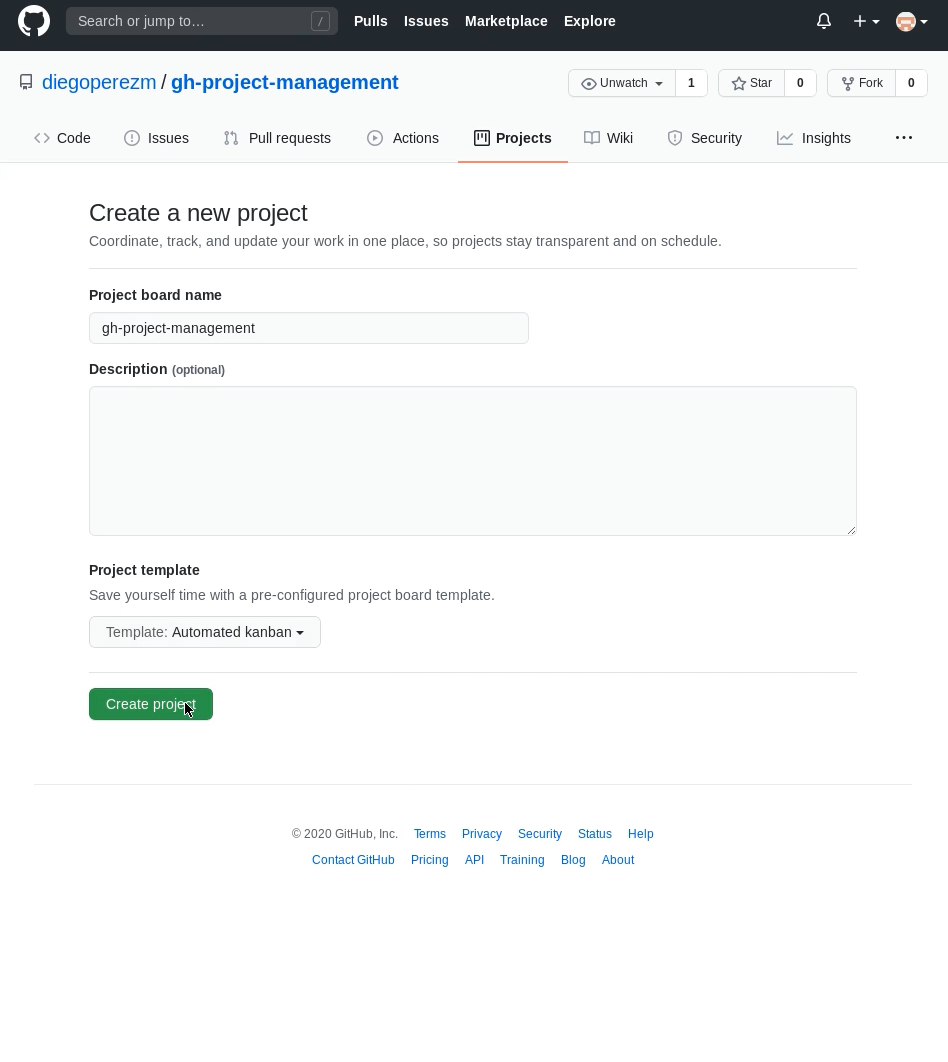 Search or jump to… /
Pulls Issues Marketplace Explore
diegoperezm / gh-project-management
Unwatch 1 Star 0 Fork 0
Code Issues Pull requests Actions Projects Wiki Security Insights
Create a new project
Coordinate, track, and update your work in one place, so projects stay transparent and on schedule.
Project board name
gh-project-management
Description (optional)
Project template
Save yourself time with a pre-configured project board template.
Template: Automated kanban
Create project
© 2020 GitHub, Inc. Terms Privacy Security Status Help
Contact GitHub Pricing API Training Blog About